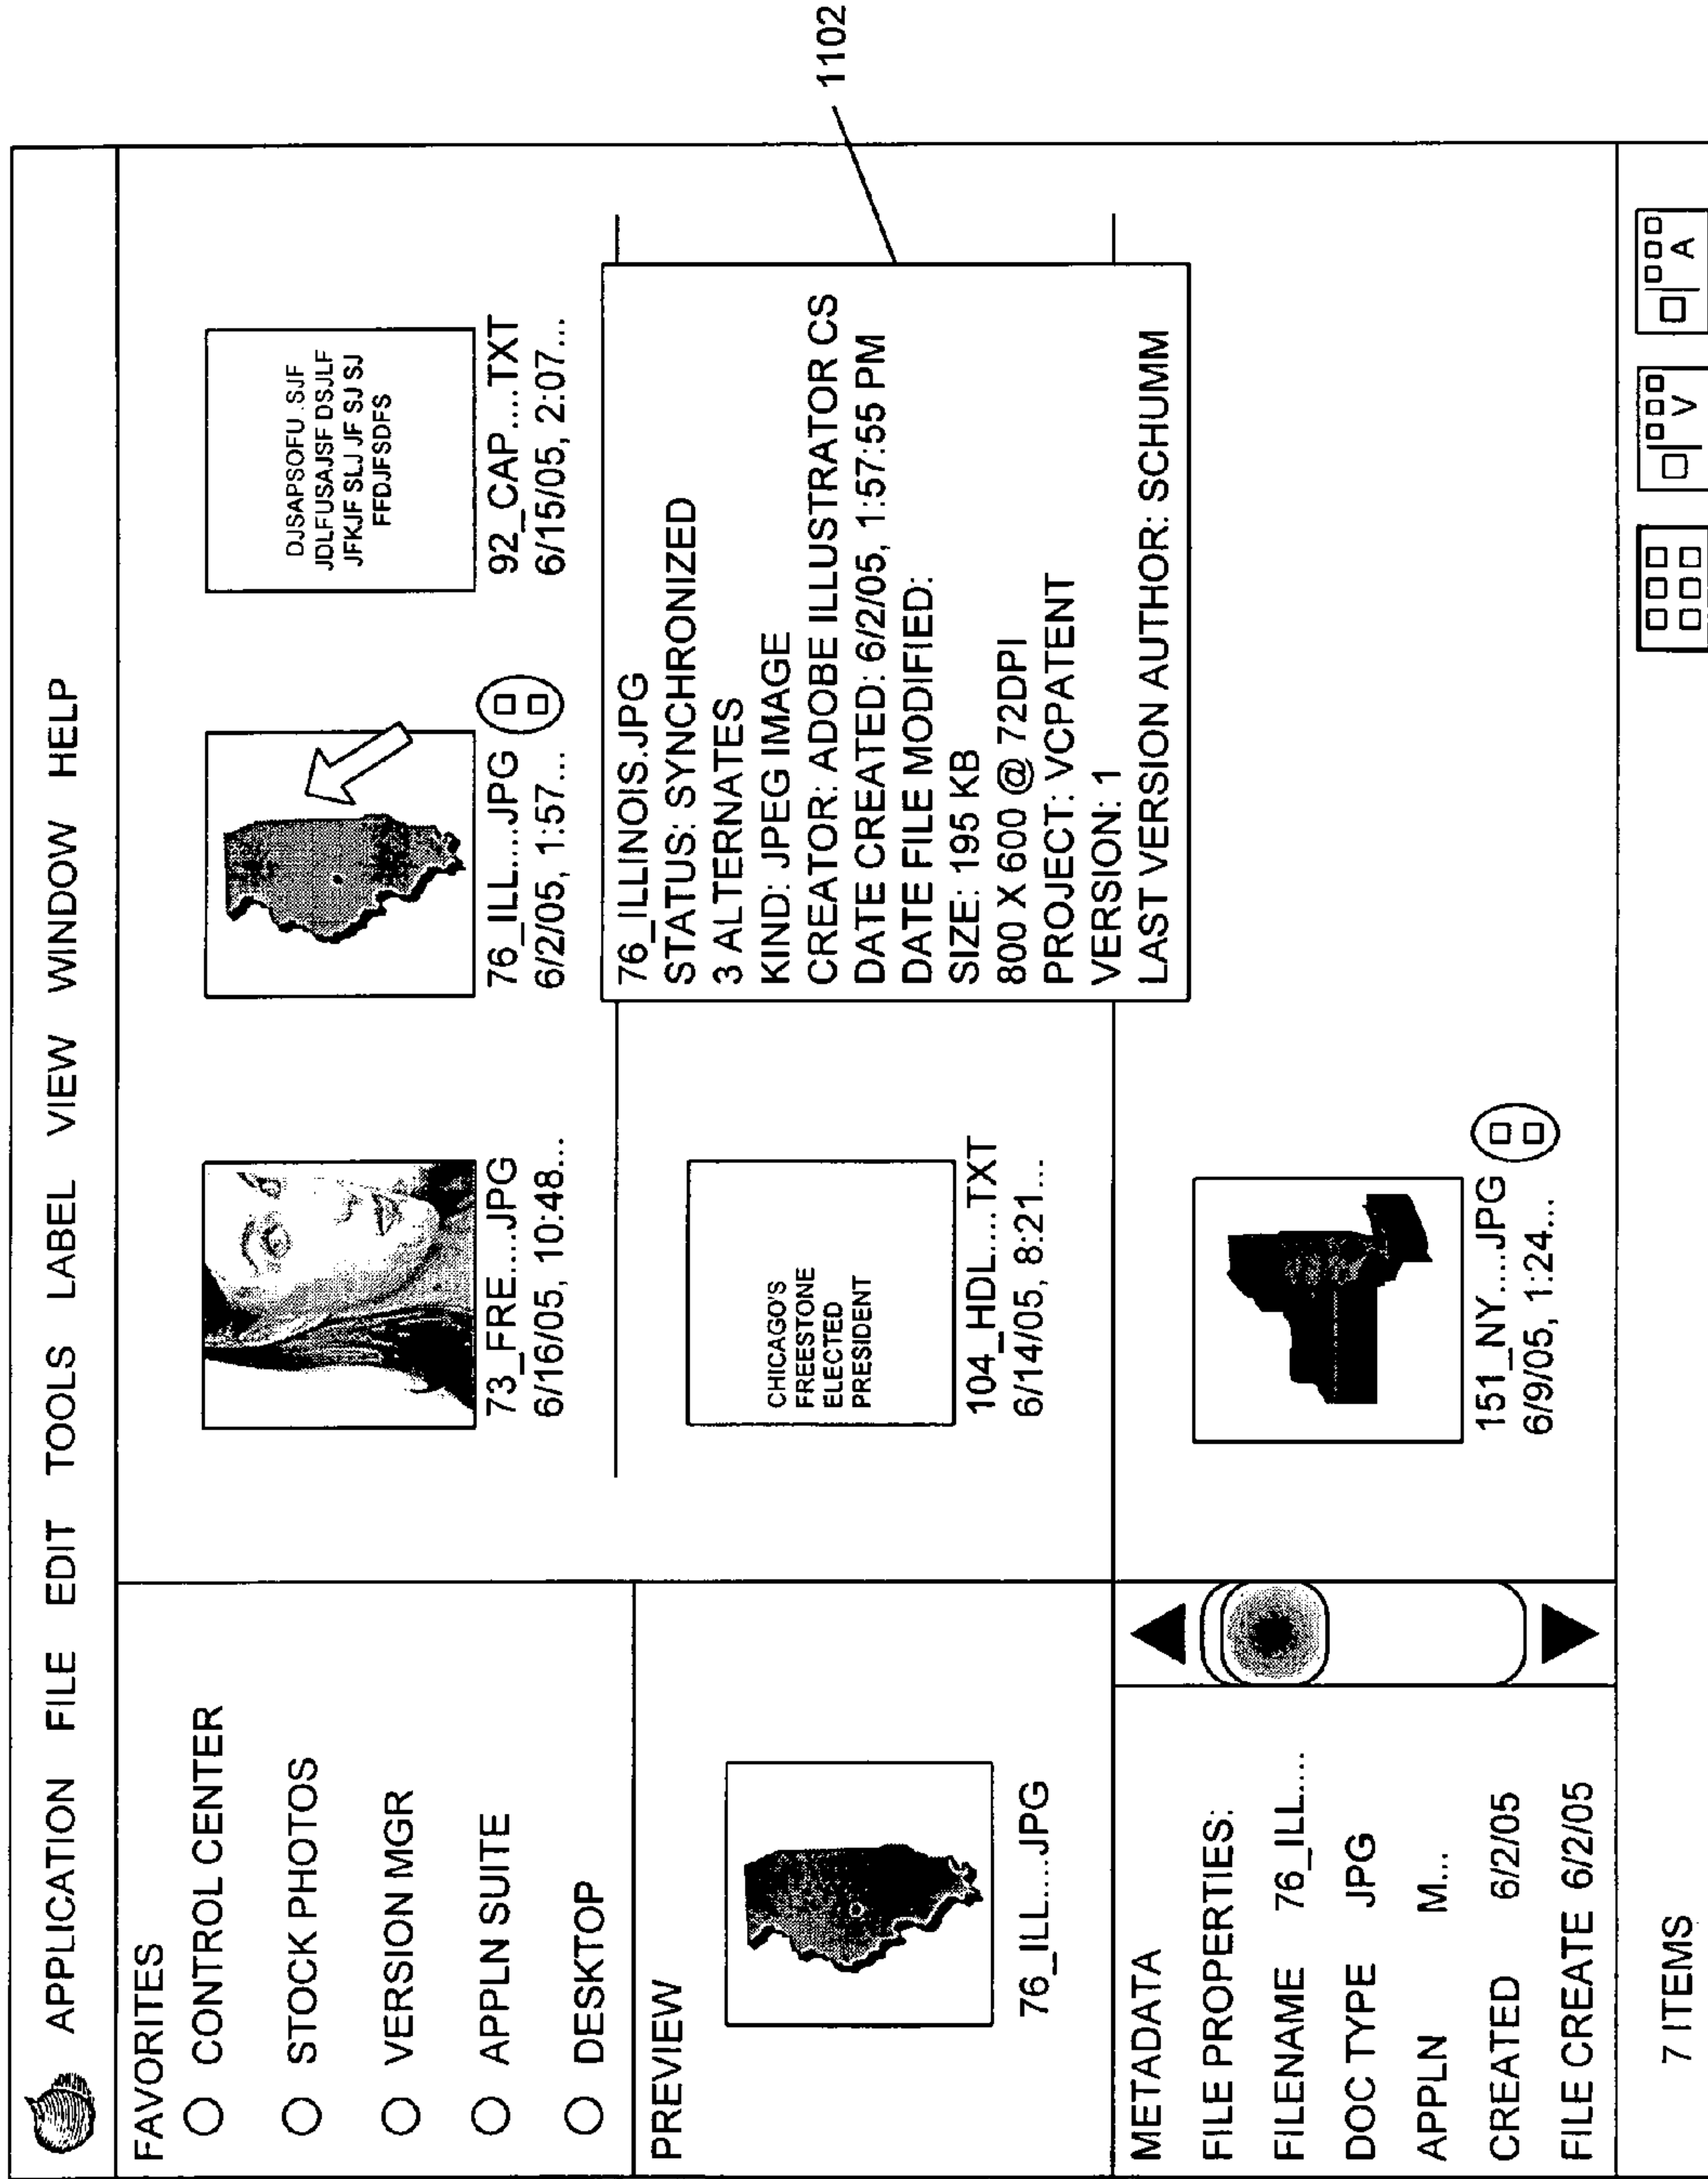 APPLICATION FILE EDIT TOOLS LABEL VIEW WINDOW HELP
FAVORITES
CONTROL CENTER
STOCK PHOTOS
VERSION MGR
APPLN SUITE
DESKTOP
PREVIEW
76_ILL....JPG
METADATA
FILE PROPERTIES:
FILENAME 76_ILL....
DOC TYPE JPG
APPLN M...
CREATED 6/2/05
FILE CREATE 6/2/05
73_FRE....JPG
6/16/05, 10:48...
76_ILL....JPG
6/2/05, 1:57...
DJSAPSOFU .SJF
JDLFUSAJSF DSJLF
JFKJF SLJ JF SJ SJ
FFDJFSDFS
92_CAP....TXT
6/15/05, 2:07...
CHICAGO'S
FREESTONE
ELECTED
PRESIDENT
104_HDL....TXT
6/14/05, 8:21...
76_ILLINOIS.JPG
STATUS: SYNCHRONIZED
3 ALTERNATES
KIND: JPEG IMAGE
CREATOR: ADOBE ILLUSTRATOR CS
DATE CREATED: 6/2/05, 1:57:55 PM
DATE FILE MODIFIED:
SIZE: 195 KB
800 X 600 @ 72DPI
PROJECT: VCPATENT
VERSION: 1
LAST VERSION AUTHOR: SCHUMM
1102
151_NY....JPG
6/9/05, 1:24...
7 ITEMS
V
A